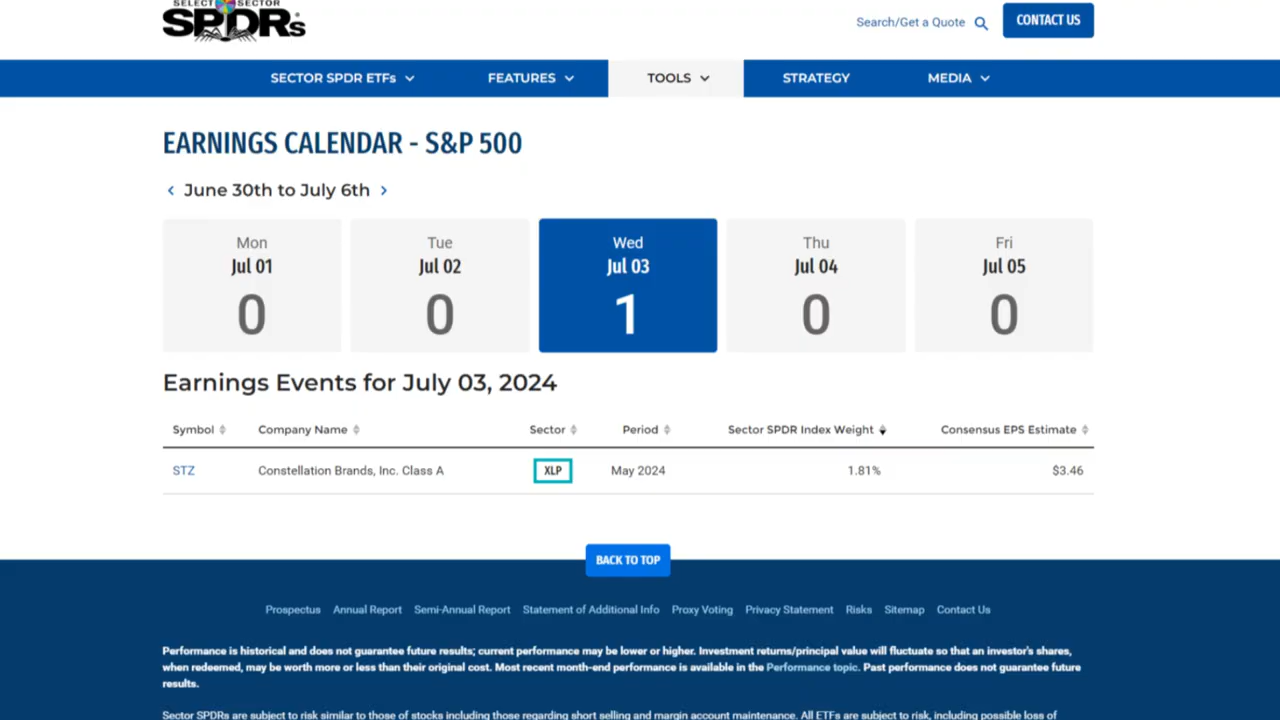 SELECT SECTOR
SPDRs
Search/Get a Quote
CONTACT US
SECTOR SPDR ETFs
FEATURES
TOOLS
STRATEGY
MEDIA
EARNINGS CALENDAR - S&P 500
June 30th to July 6th
Mon
Jul 01
0
Tue
Jul 02
0
Wed
Jul 03
1
Thu
Jul 04
0
Fri
Jul 05
0
Earnings Events for July 03, 2024
Symbol Company Name Sector Period Sector SPDR Index Weight Consensus EPS Estimate
STZ Constellation Brands, Inc. Class A XLP May 2024 1.81% $3.46
BACK TO TOP
Prospectus Annual Report Semi-Annual Report Statement of Additional Info Proxy Voting Privacy Statement Risks Sitemap Contact Us
Performance is historical and does not guarantee future results; current performance may be lower or higher. Investment returns/principal value will fluctuate so that an investor's shares,
when redeemed, may be worth more or less than their original cost. Most recent month-end performance is available in the Performance topic. Past performance does not guarantee future
results.
Sector SPDRs are subject to risk similar to those of stocks including those regarding short selling and margin account maintenance. All ETFs are subject to risk, including possible loss of